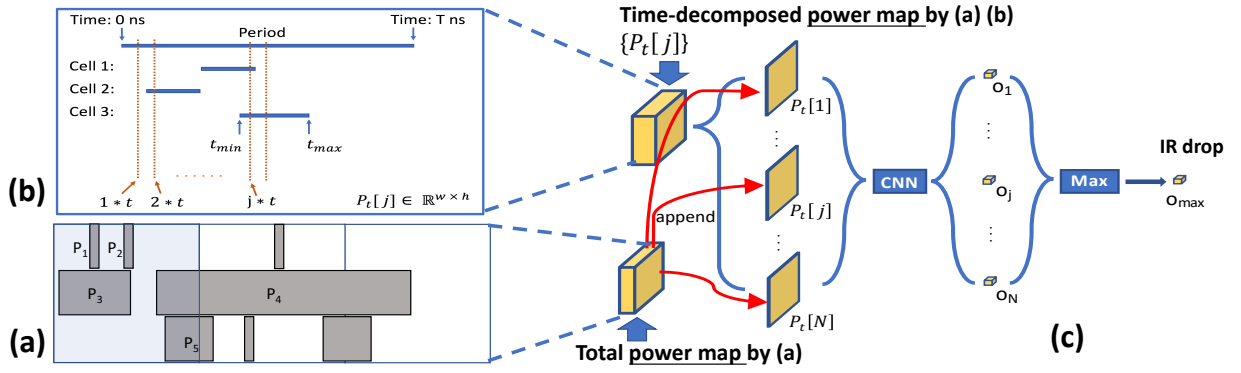 Time: 0 ns
Time: T ns
Period
Cell 1:
Cell 2:
Cell 3:
t_min
t_max
. . . . . .
1 * t
2 * t
j * t
P_t[j] ∈ ℝ^{w × h}
(b)
P_1
P_2
P_3
P_4
P_5
(a)
Time-decomposed power map by (a) (b)
{P_t[j]}
P_t[1]
P_t[j]
append
P_t[N]
Total power map by (a)
CNN
O_1
O_j
O_N
Max
IR drop
O_max
(c)